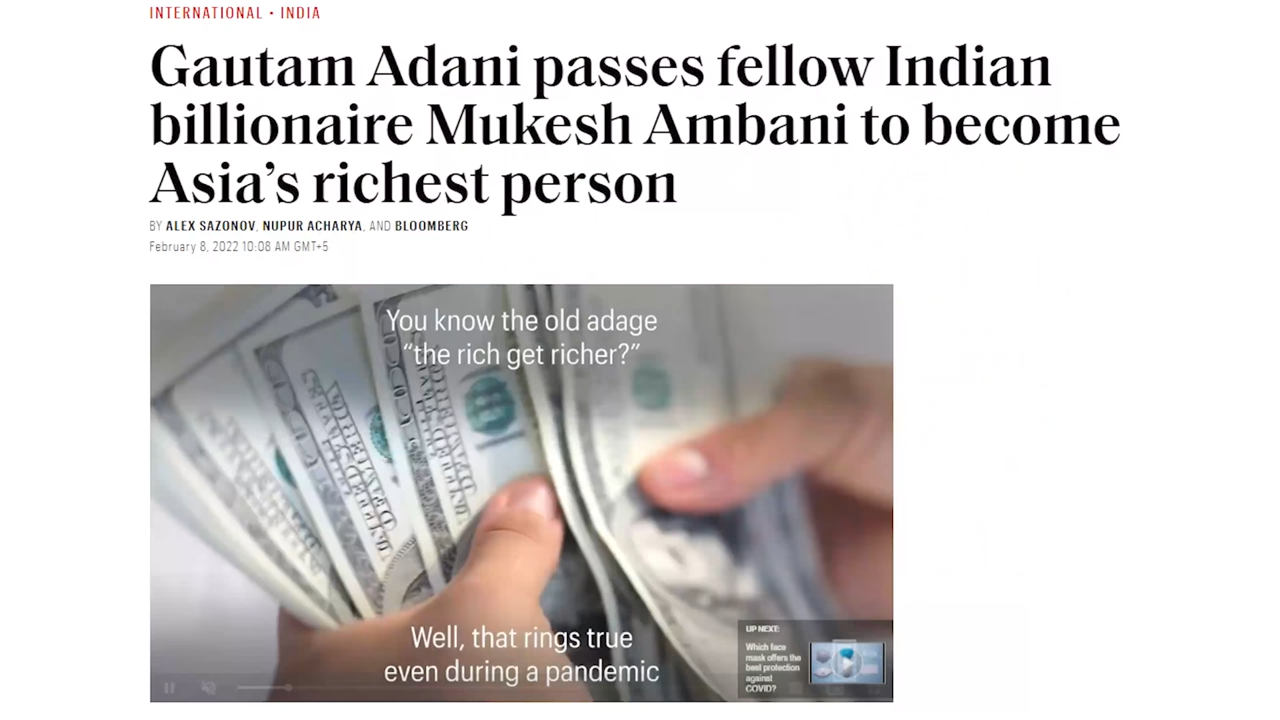 INTERNATIONAL • INDIA
Gautam Adani passes fellow Indian
billionaire Mukesh Ambani to become
Asia's richest person
BY ALEX SAZONOV, NUPUR ACHARYA, AND BLOOMBERG
February 8, 2022 10:08 AM GMT+5
You know the old adage
“the rich get richer?”
Well, that rings true
even during a pandemic
UP NEXT:
Which face
mask offers the
best protection
against
COVID?